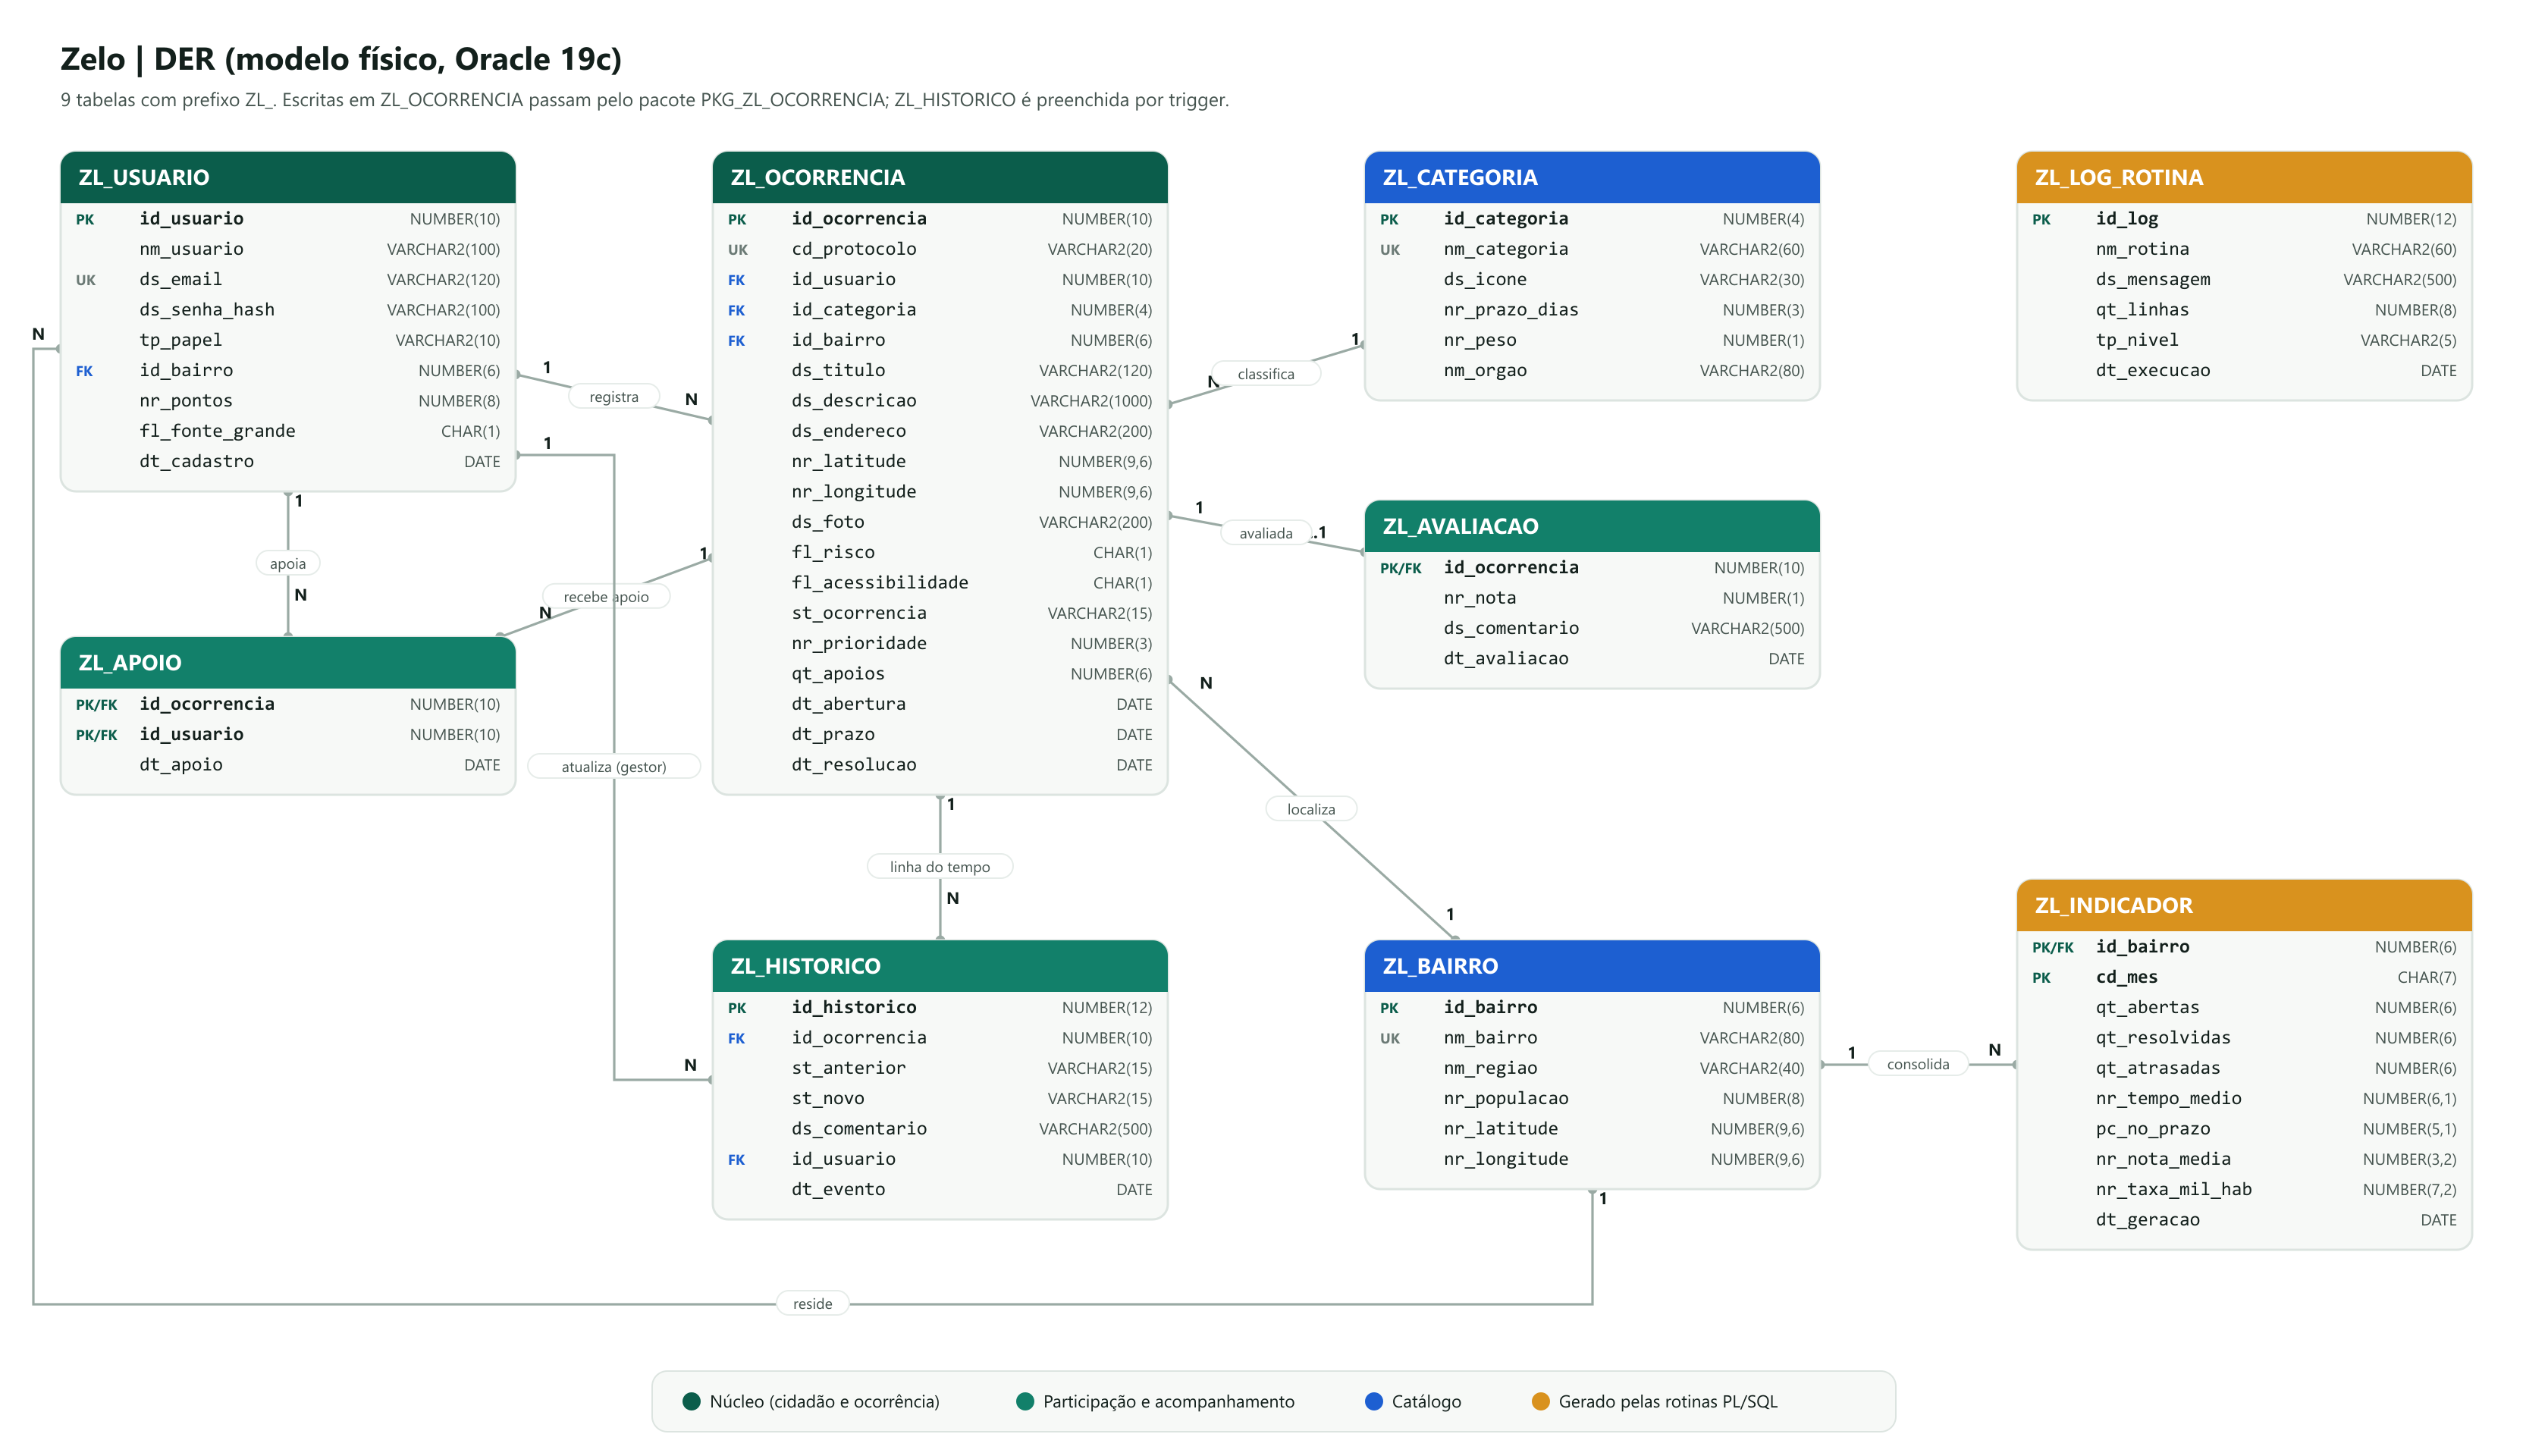 Zelo | DER (modelo físico, Oracle 19c)
9 tabelas com prefixo ZL_. Escritas em ZL_OCORRENCIA passam pelo pacote PKG_ZL_OCORRENCIA; ZL_HISTORICO é preenchida por trigger.
ZL_USUARIO
PK id_usuario NUMBER(10)
nm_usuario VARCHAR2(100)
UK ds_email VARCHAR2(120)
ds_senha_hash VARCHAR2(100)
tp_papel VARCHAR2(10)
FK id_bairro NUMBER(6)
nr_pontos NUMBER(8)
fl_fonte_grande CHAR(1)
dt_cadastro DATE
ZL_OCORRENCIA
PK id_ocorrencia NUMBER(10)
UK cd_protocolo VARCHAR2(20)
FK id_usuario NUMBER(10)
FK id_categoria NUMBER(4)
FK id_bairro NUMBER(6)
ds_titulo VARCHAR2(120)
ds_descricao VARCHAR2(1000)
ds_endereco VARCHAR2(200)
nr_latitude NUMBER(9,6)
nr_longitude NUMBER(9,6)
ds_foto VARCHAR2(200)
fl_risco CHAR(1)
fl_acessibilidade CHAR(1)
st_ocorrencia VARCHAR2(15)
nr_prioridade NUMBER(3)
qt_apoios NUMBER(6)
dt_abertura DATE
dt_prazo DATE
dt_resolucao DATE
ZL_CATEGORIA
PK id_categoria NUMBER(4)
UK nm_categoria VARCHAR2(60)
ds_icone VARCHAR2(30)
nr_prazo_dias NUMBER(3)
nr_peso NUMBER(1)
nm_orgao VARCHAR2(80)
ZL_LOG_ROTINA
PK id_log NUMBER(12)
nm_rotina VARCHAR2(60)
ds_mensagem VARCHAR2(500)
qt_linhas NUMBER(8)
tp_nivel VARCHAR2(5)
dt_execucao DATE
N
1 registra N
1
N classifica 1
1 avaliada .1
1
apoia
N
N recebe apoio 1
atualiza (gestor)
N
ZL_AVALIACAO
PK/FK id_ocorrencia NUMBER(10)
nr_nota NUMBER(1)
ds_comentario VARCHAR2(500)
dt_avaliacao DATE
ZL_APOIO
PK/FK id_ocorrencia NUMBER(10)
PK/FK id_usuario NUMBER(10)
dt_apoio DATE
N
localiza
1
1
linha do tempo
N
ZL_HISTORICO
PK id_historico NUMBER(12)
FK id_ocorrencia NUMBER(10)
st_anterior VARCHAR2(15)
st_novo VARCHAR2(15)
ds_comentario VARCHAR2(500)
FK id_usuario NUMBER(10)
dt_evento DATE
ZL_BAIRRO
PK id_bairro NUMBER(6)
UK nm_bairro VARCHAR2(80)
nm_regiao VARCHAR2(40)
nr_populacao NUMBER(8)
nr_latitude NUMBER(9,6)
nr_longitude NUMBER(9,6)
1 consolida N
ZL_INDICADOR
PK/FK id_bairro NUMBER(6)
PK cd_mes CHAR(7)
qt_abertas NUMBER(6)
qt_resolvidas NUMBER(6)
qt_atrasadas NUMBER(6)
nr_tempo_medio NUMBER(6,1)
pc_no_prazo NUMBER(5,1)
nr_nota_media NUMBER(3,2)
nr_taxa_mil_hab NUMBER(7,2)
dt_geracao DATE
1
reside
Núcleo (cidadão e ocorrência)
Participação e acompanhamento
Catálogo
Gerado pelas rotinas PL/SQL